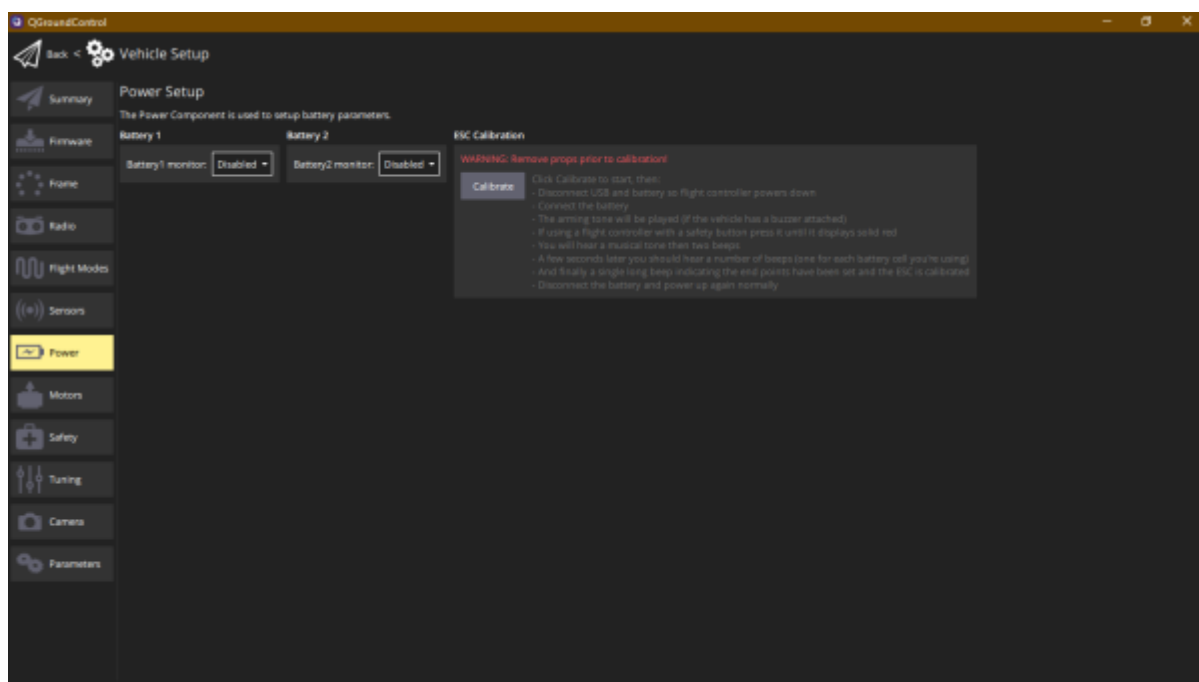 QGroundControl
Back < Vehicle Setup
Summary
Firmware
Frame
Radio
Flight Modes
Sensors
Power
Motors
Safety
Tuning
Camera
Parameters
Power Setup
The Power Component is used to setup battery parameters.
Battery 1
Battery1 monitor: Disabled
Battery 2
Battery2 monitor: Disabled
ESC Calibration
WARNING: Remove props prior to calibration!
Calibrate
Click Calibrate to start, then:
- Disconnect USB and battery so flight controller powers down
- Connect the battery
- The arming tone will be played (if the vehicle has a buzzer attached)
- If using a flight controller with a safety button press it until it displays solid red
- You will hear a musical tone then two beeps
- A few seconds later you should hear a number of beeps (one for each battery cell you're using)
- And finally a single long beep indicating the end points have been set and the ESC is calibrated
- Disconnect the battery and power up again normally